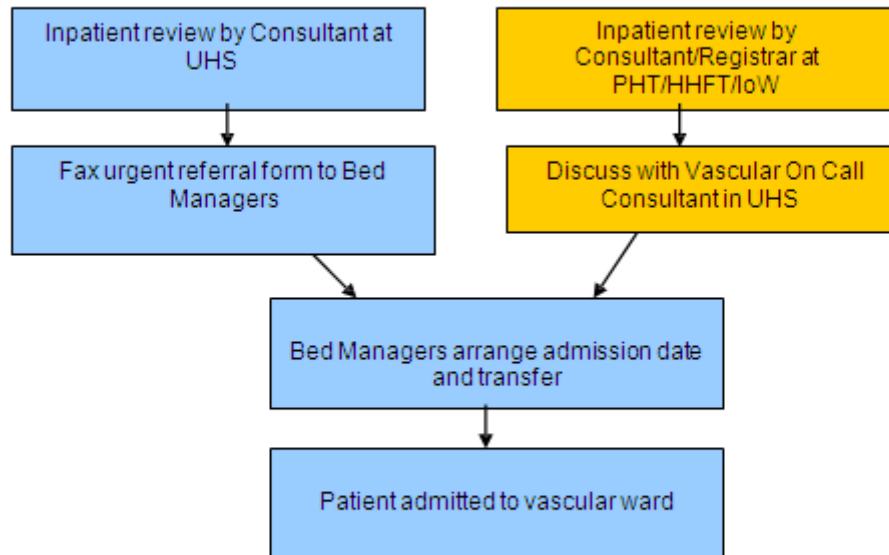 Inpatient review by Consultant at
UHS
Inpatient review by
Consultant/Registrar at
PHT/HHFT/IoW
Fax urgent referral form to Bed
Managers
Discuss with Vascular On Call
Consultant in UHS
Bed Managers arrange admission date
and transfer
Patient admitted to vascular ward